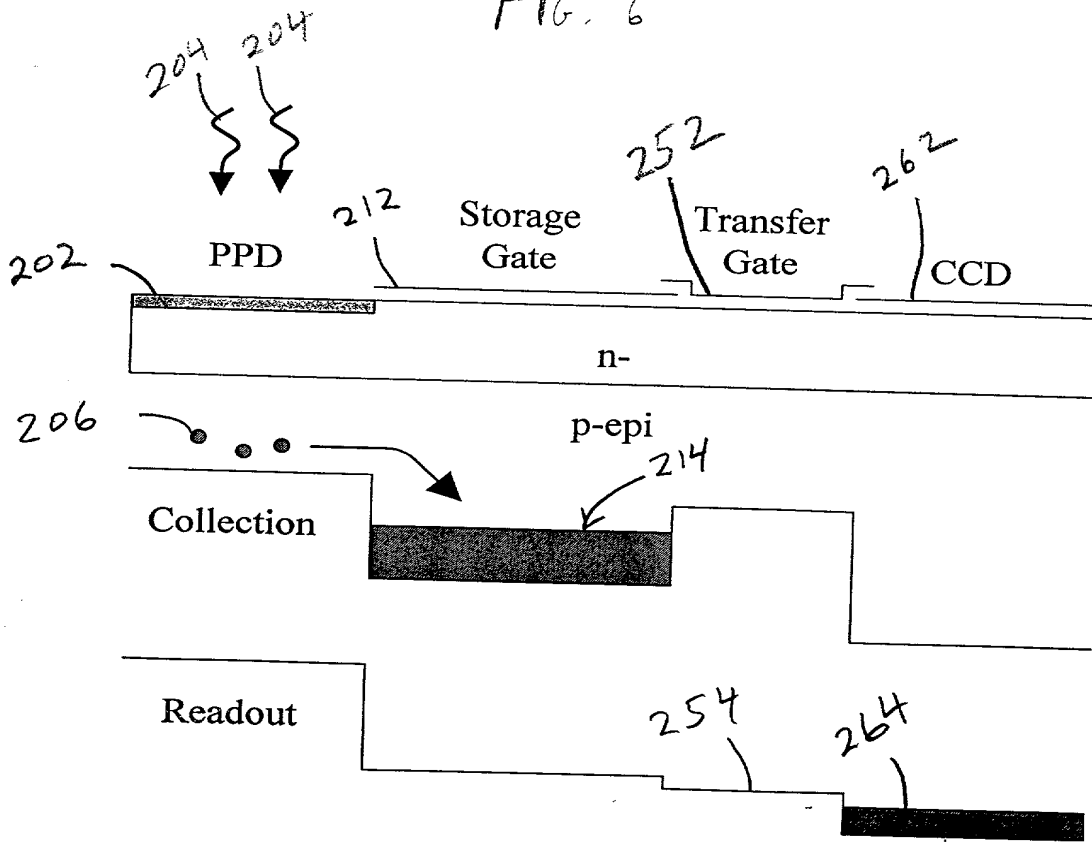 FIG. 6
204 204
252
262
212
Storage
Gate
Transfer
Gate
202
PPD
CCD
n-
206
p-epi
214
Collection
Readout
254
264